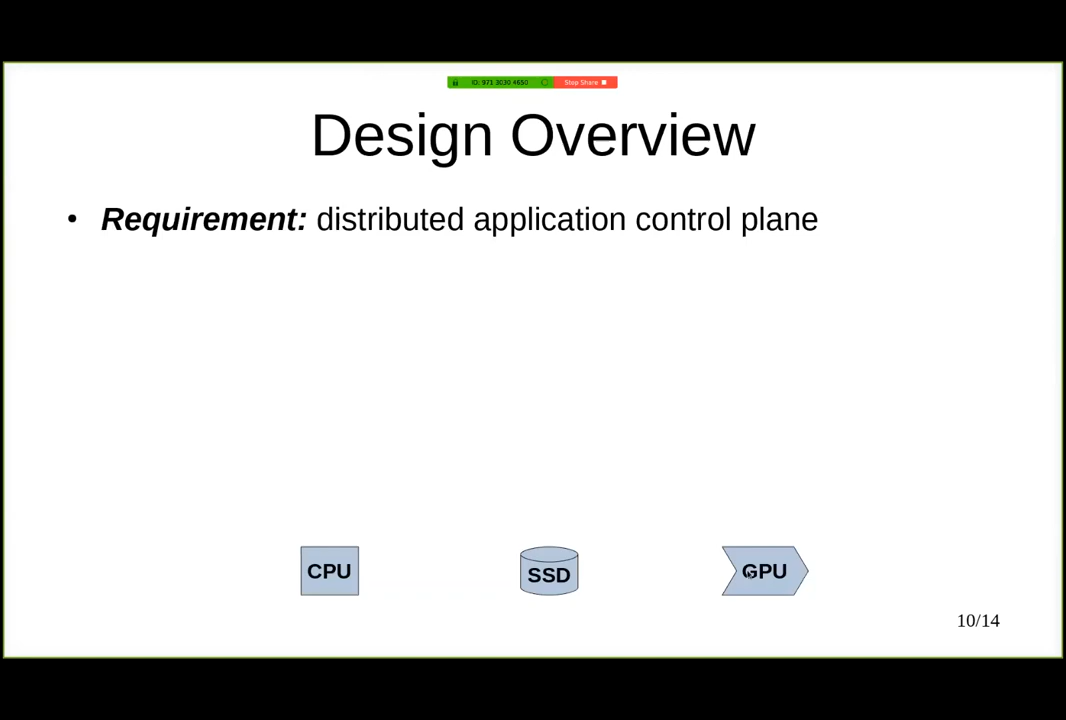 ID: 971 3030 4650 Stop Share
Design Overview
• Requirement: distributed application control plane
CPU
SSD
GPU
10/14